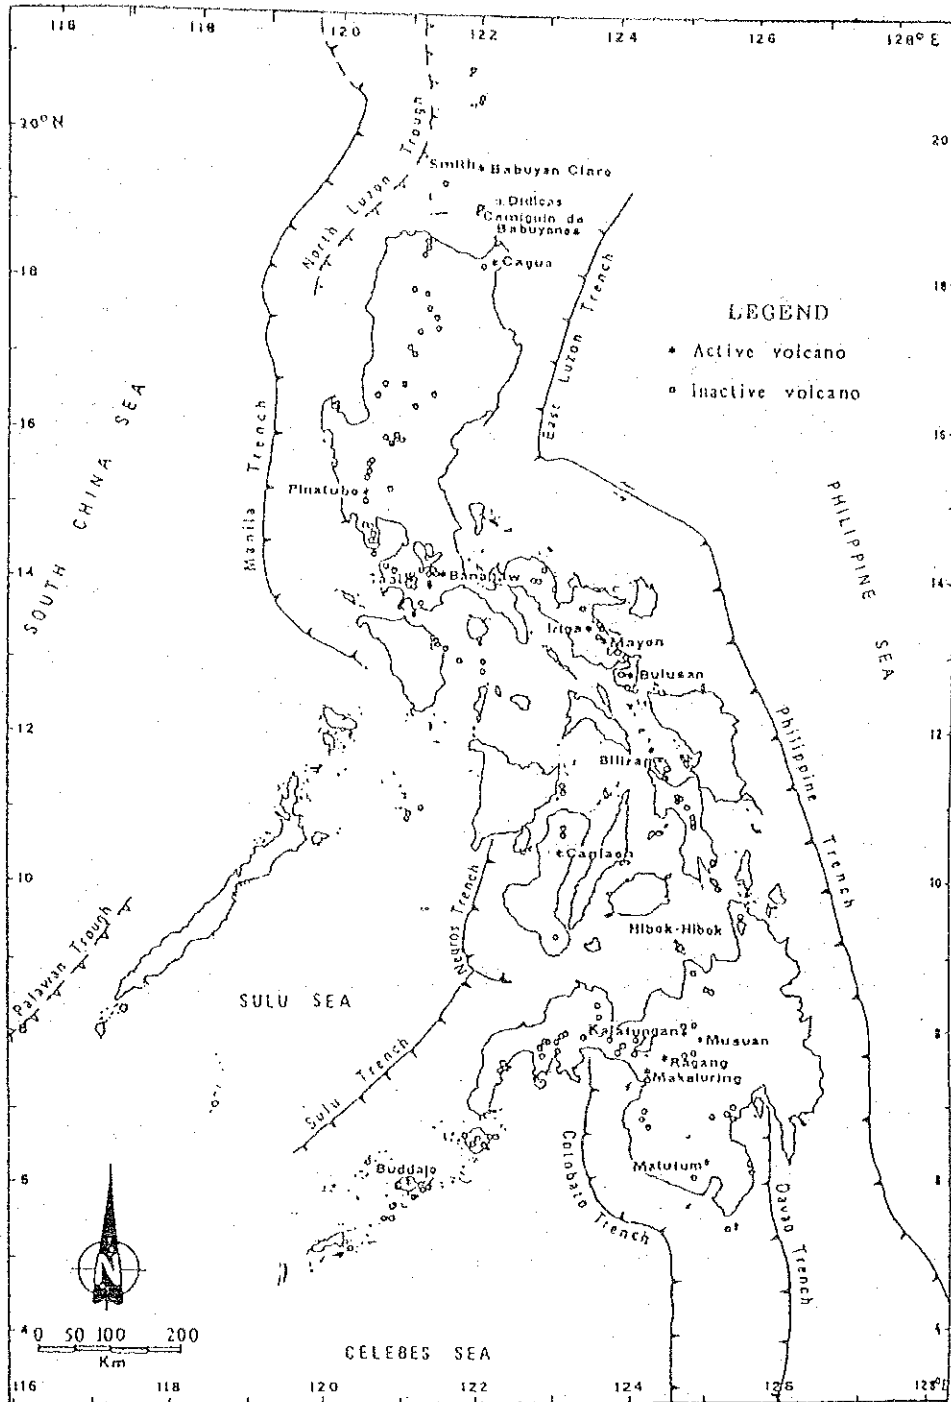 116
118
120
122
124
126
128° E
20° N
20
North Luzon Trough
Smith
Babuyan Claro
Didicas
Camiguin de
Babuyanes
Cagua
18
18
LEGEND
Active volcano
Inactive volcano
East Luzon Trench
Manila Trench
SOUTH CHINA SEA
16
16
Pinatubo
PHILIPPINE SEA
14
14
Banahaw
Iriga
Mayon
Bulusan
12
12
Philippine Trench
Biliran
Canlaon
10
10
Negros Trench
Hibok-Hibok
Palawan Trough
SULU SEA
8
8
Kalatungan
Musuan
Ragang
Makaturing
Sulu Trench
Cotobato Trench
Buddajo
Matutum
Davao Trench
N
0 50 100 200
Km
CELEBES SEA
116
118
120
122
124
126
128° E